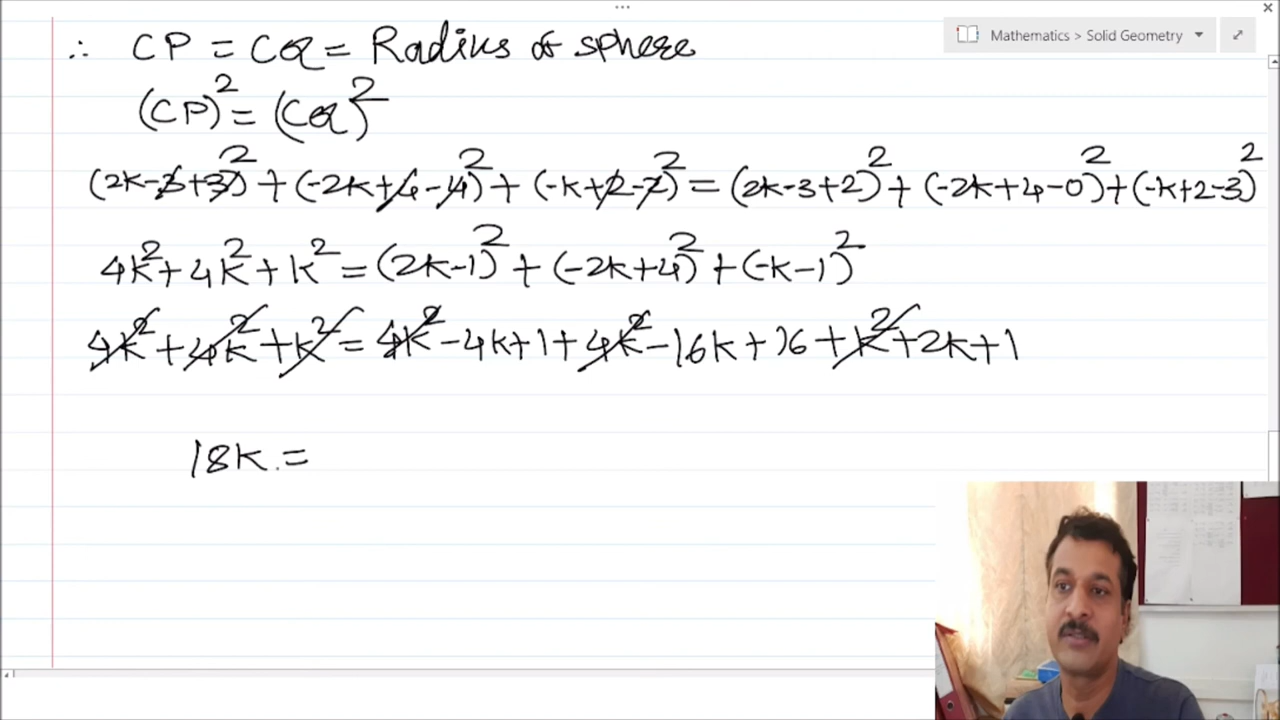 Mathematics > Solid Geometry
∴ CP = CQ = Radius of sphere
(CP)² = (CQ)²
(2k-3+3)² + (-2k+4-4)² + (-k+2-2)² = (2k-3+2)² + (-2k+4-0)² + (-k+2-3)²
4k² + 4k² + k² = (2k-1)² + (-2k+4)² + (-k-1)²
4k² + 4k² + k² = 4k² - 4k + 1 + 4k² - 16k + 16 + k² + 2k + 1
18k =